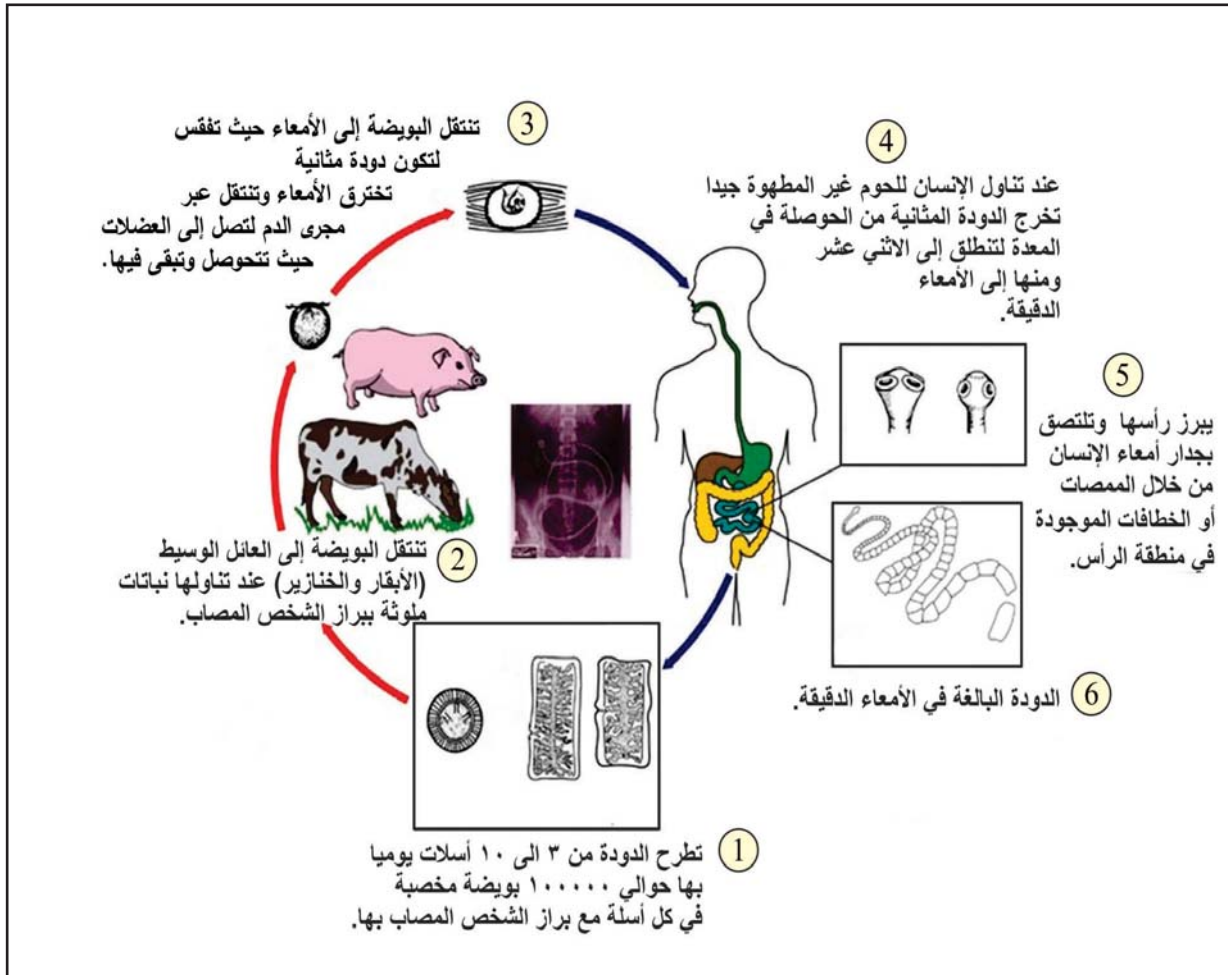 3
تنتقل البويضة إلى الأمعاء حيث تفقس
لتكون دودة مثانية
تخترق الأمعاء وتنتقل عبر
مجرى الدم لتصل إلى العضلات
حيث تتحوصل وتبقى فيها.
4
عند تناول الإنسان للحوم غير المطهوة جيدا
تخرج الدودة المثانية من الحوصلة في
المعدة لتنطلق إلى الاثني عشر
ومنها إلى الأمعاء
الدقيقة.
5
يبرز رأسها وتلتصق
بجدار أمعاء الإنسان
من خلال الممصات
أو الخطافات الموجودة
في منطقة الرأس.
2
تنتقل البويضة إلى العائل الوسيط
(الأبقار والخنازير) عند تناولها نباتات
ملوثة ببراز الشخص المصاب.
6
الدودة البالغة في الأمعاء الدقيقة.
1
تطرح الدودة من ٣ الى ١٠ أسلات يوميا
بها حوالي ١٠٠٠٠٠ بويضة مخصبة
في كل أسلة مع براز الشخص المصاب بها.